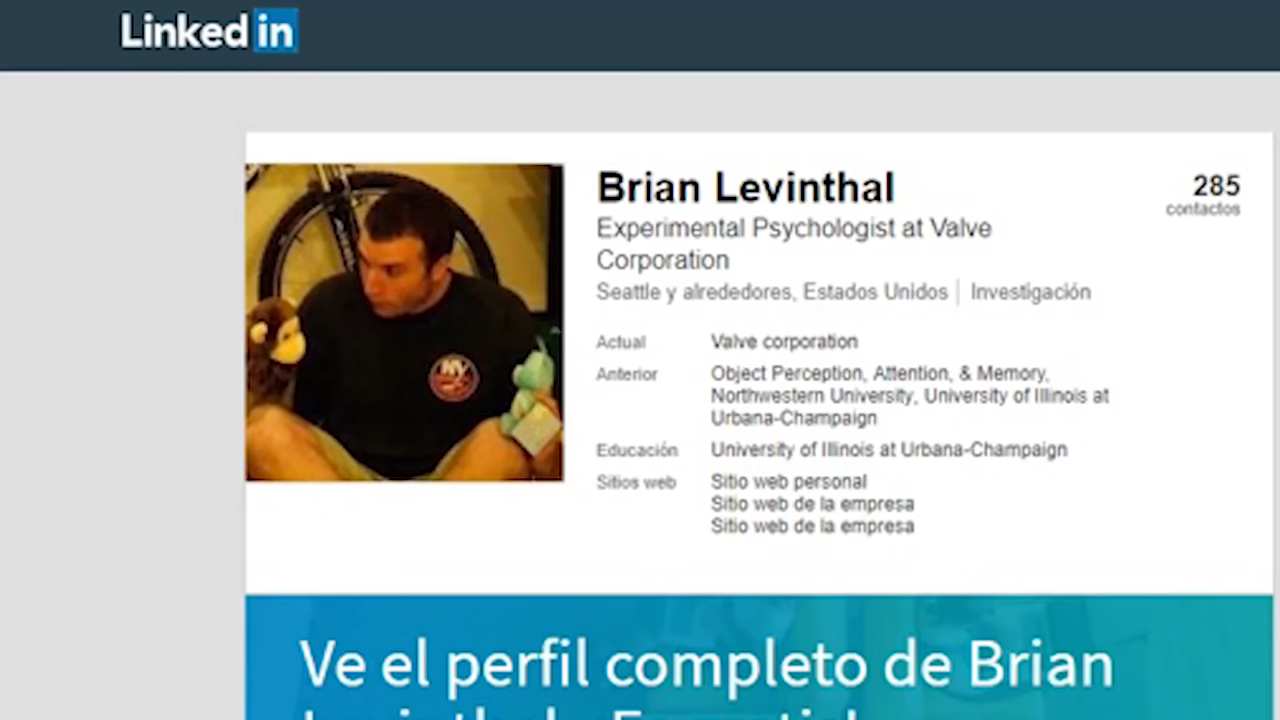 Linked in
Brian Levinthal
285
contactos
Experimental Psychologist at Valve
Corporation
Seattle y alrededores, Estados Unidos | Investigación
Actual Valve corporation
Anterior Object Perception, Attention, & Memory,
Northwestern University, University of Illinois at
Urbana-Champaign
Educación University of Illinois at Urbana-Champaign
Sitios web Sitio web personal
Sitio web de la empresa
Sitio web de la empresa
Ve el perfil completo de Brian
NY